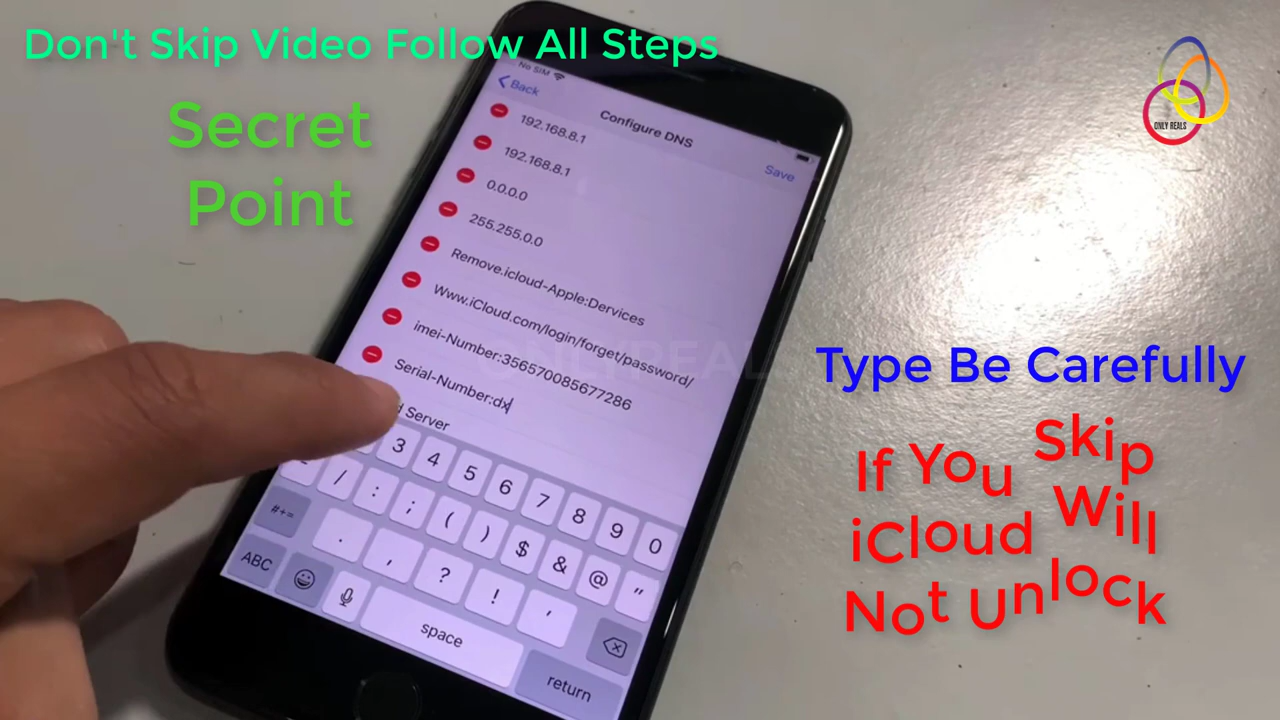 Don't Skip Video Follow All Steps
Secret
Point
ONLY REALS
No SIM
Back
Configure DNS
Save
192.168.8.1
192.168.8.1
0.0.0.0
255.255.0.0
Remove.icloud-Apple:Dervices
Www.iCloud.com/login/forget/password/
imei-Number:356570085677286
Serial-Number:dx
Server
ONLYREALS
Type Be Carefully
If You Skip
iCloud Will
Not Unlock
3 4 5 6 7 8 9 0
/ : ; ( ) $ & @ "
#+= . , ? ! '
ABC space return